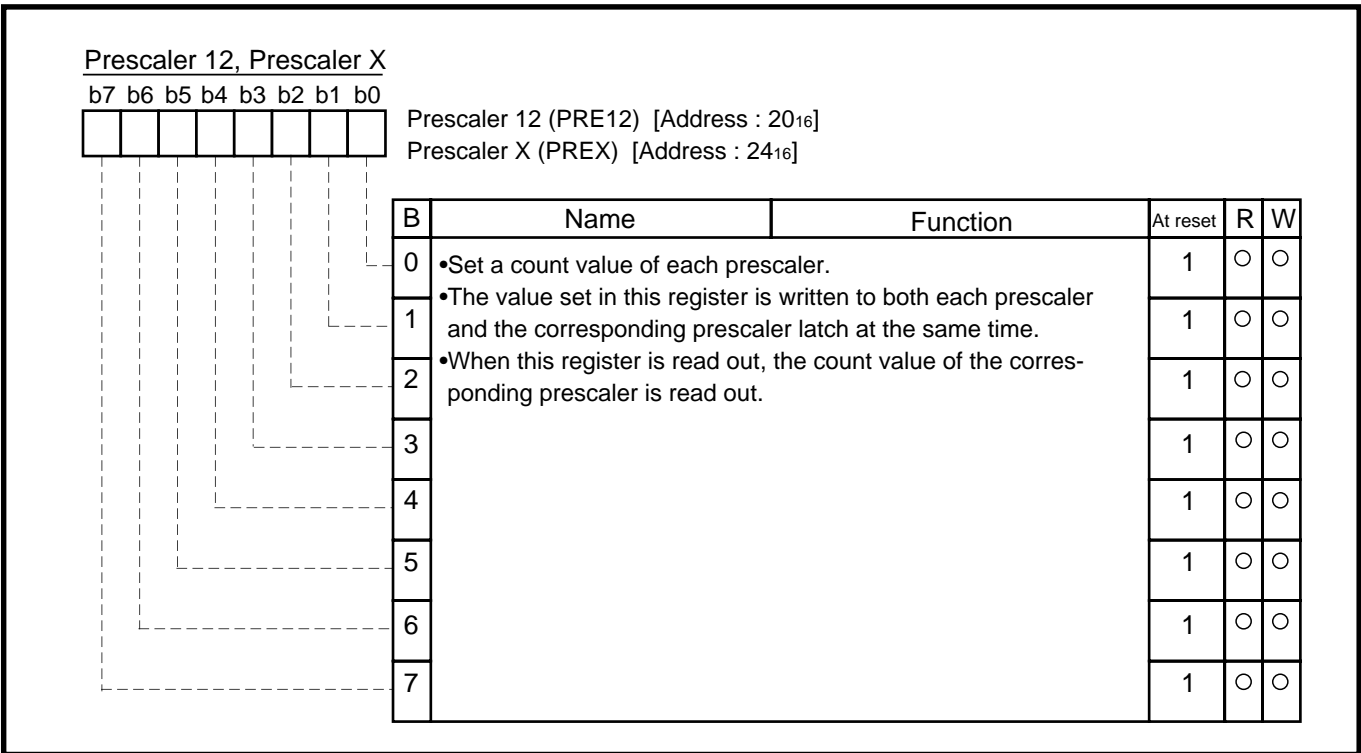 Prescaler 12, Prescaler X
b7 b6 b5 b4 b3 b2 b1 b0
Prescaler 12 (PRE12) [Address : 20₁₆]
Prescaler X (PREX) [Address : 24₁₆]
B Name Function At reset R W
0 •Set a count value of each prescaler. 1 ○ ○
•The value set in this register is written to both each prescaler
1 and the corresponding prescaler latch at the same time. 1 ○ ○
•When this register is read out, the count value of the corres-
2 ponding prescaler is read out. 1 ○ ○
3 1 ○ ○
4 1 ○ ○
5 1 ○ ○
6 1 ○ ○
7 1 ○ ○